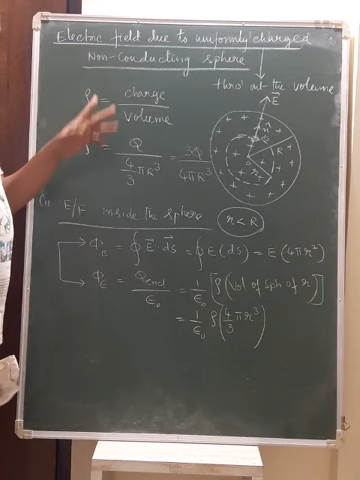 Electric field due to uniformly charged
Non-Conducting sphere
thro'out the volume
ρ = charge / Volume
ρ = Q / 4/3 πR³ = 3Q / 4πR³
E⃗
n̂
R
r
(i) E/F inside the sphere r < R
Φ_E = ∮ E⃗ · ds⃗ = ∮ E (ds) = E (4πr²)
Φ_E = Q_encl / ε₀ = 1/ε₀ [ρ (vol of sph of r)]
= 1/ε₀ ρ (4/3 πr³)